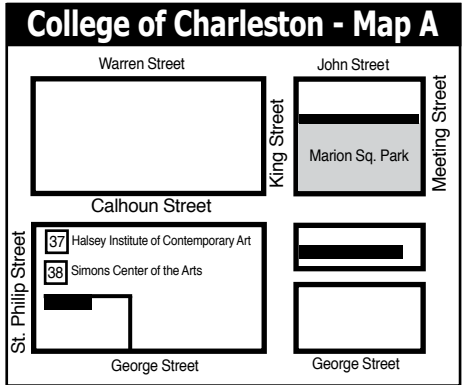 College of Charleston - Map A
Warren Street
John Street
King Street
Meeting Street
Marion Sq. Park
Calhoun Street
St. Philip Street
37 Halsey Institute of Contemporary Art
38 Simons Center of the Arts
George Street
George Street